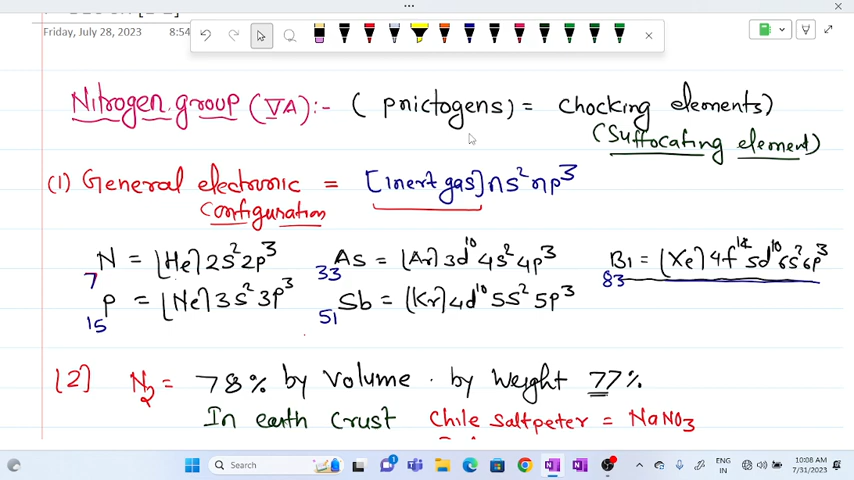 Friday, July 28, 2023 8:54
Nitrogen group (VA):- ( pnictogens) = chocking elements)
(Suffocating element)
(1) General electronic = [inert gas] ns² np³
Configuration
₇N = [He] 2s² 2p³ ₃₃As = (Ar) 3d¹⁰ 4s² 4p³ ₈₃Bi = (Xe) 4f¹⁴ 5d¹⁰ 6s² 6p³
₁₅P = [Ne] 3s² 3p³ ₅₁Sb = (Kr) 4d¹⁰ 5s² 5p³
[2] N₂ = 78% by volume . by weight 77%
In earth crust Chile saltpeter = NaNO₃
Search
ENG
IN
10:08 AM
7/31/2023